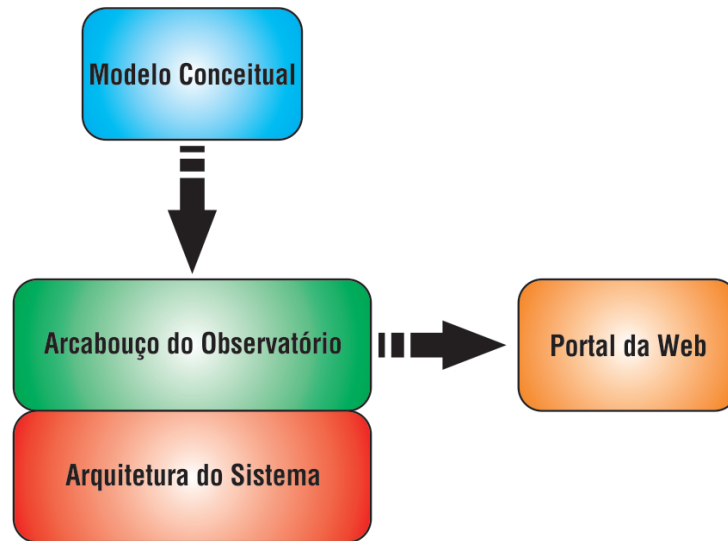 Modelo Conceitual
Arcabouço do Observatório
Portal da Web
Arquitetura do Sistema